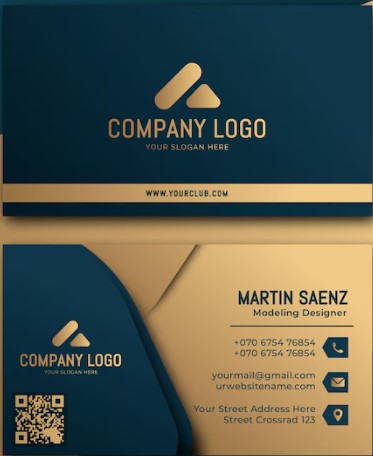 COMPANY LOGO
YOUR SLOGAN HERE
WWW.YOURCLUB.COM
COMPANY LOGO
YOUR SLOGAN HERE
MARTIN SAENZ
Modeling Designer
+070 6754 76854
+070 6754 76854
yourmail@gmail.com
urwebsitename.com
Your Street Address Here
Street Crossrad 123